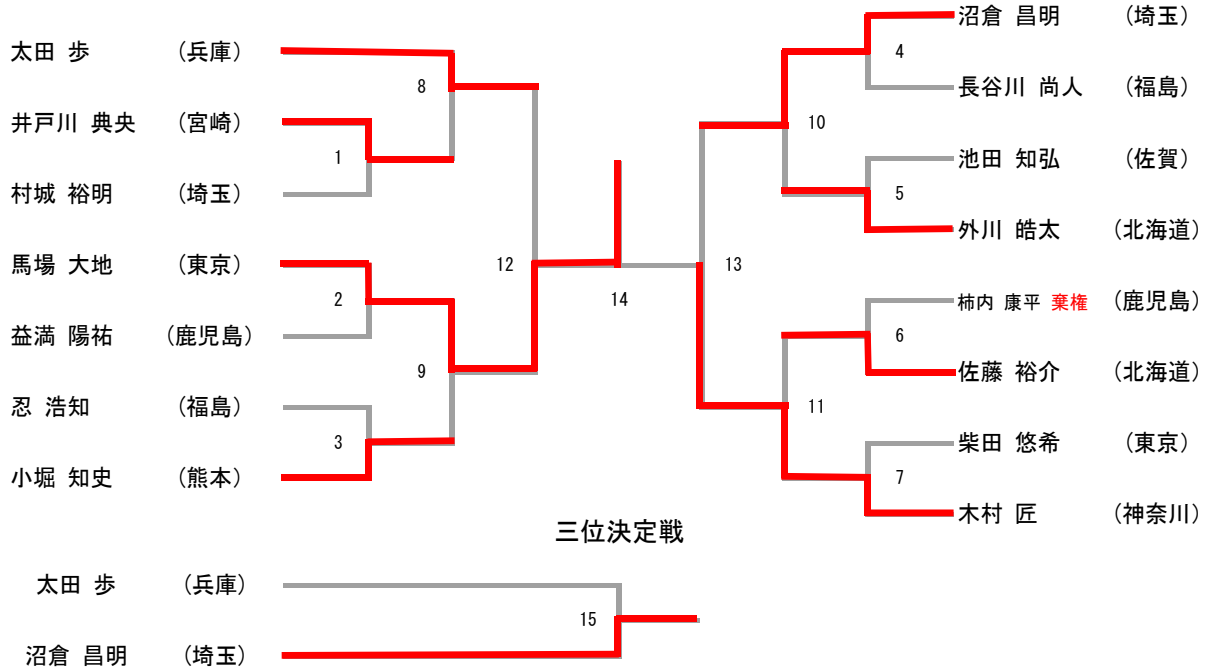 太田 歩 (兵庫)
井戸川 典央 (宮崎)
村城 裕明 (埼玉)
馬場 大地 (東京)
益満 陽祐 (鹿児島)
忍 浩知 (福島)
小堀 知史 (熊本)
8
1
2
9
3
12
14
13
沼倉 昌明 (埼玉)
4
長谷川 尚人 (福島)
10
池田 知弘 (佐賀)
5
外川 皓太 (北海道)
柿内 康平 棄権 (鹿児島)
6
佐藤 裕介 (北海道)
11
柴田 悠希 (東京)
7
木村 匠 (神奈川)
三位決定戦
太田 歩 (兵庫)
15
沼倉 昌明 (埼玉)